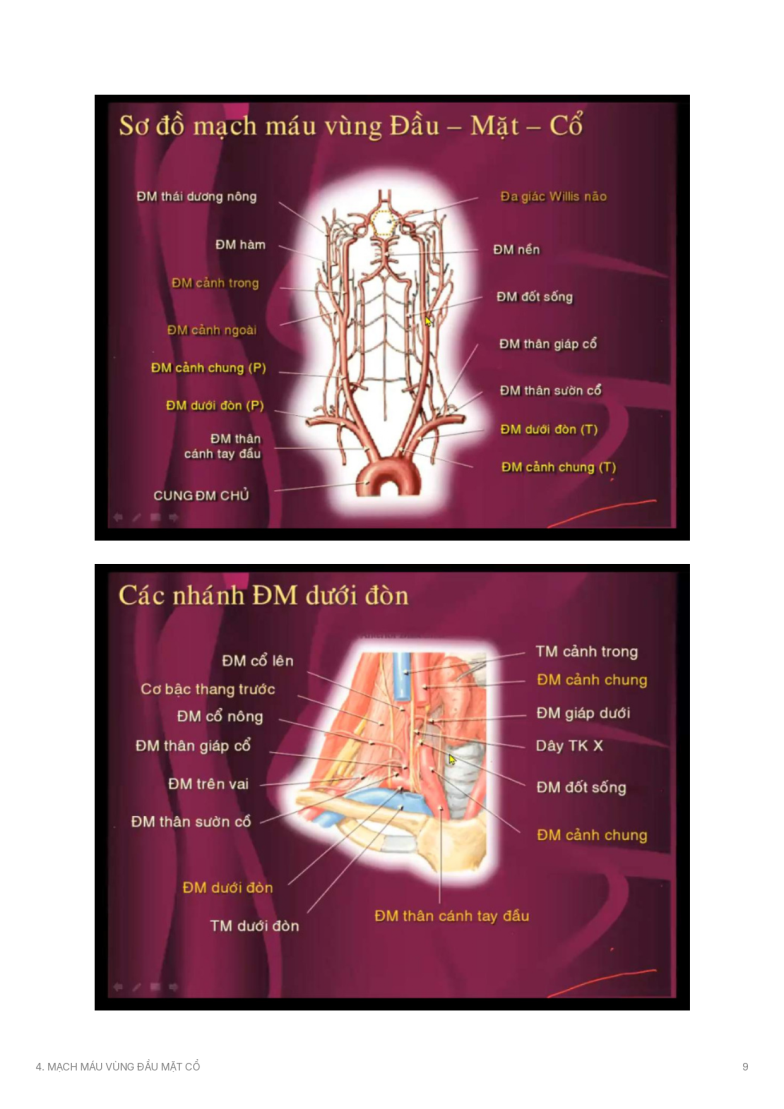 Sơ đồ mạch máu vùng Đầu – Mặt – Cổ
ĐM thái dương nông
ĐM hàm
ĐM cảnh trong
ĐM cảnh ngoài
ĐM cảnh chung (P)
ĐM dưới đòn (P)
ĐM thân
cánh tay đầu
CUNG ĐM CHỦ
Đa giác Willis não
ĐM nền
ĐM đốt sống
ĐM thân giáp cổ
ĐM thân sườn cổ
ĐM dưới đòn (T)
ĐM cảnh chung (T)
Các nhánh ĐM dưới đòn
ĐM cổ lên
Cơ bậc thang trước
ĐM cổ nông
ĐM thân giáp cổ
ĐM trên vai
ĐM thân sườn cổ
ĐM dưới đòn
TM dưới đòn
TM cảnh trong
ĐM cảnh chung
ĐM giáp dưới
Dây TK X
ĐM đốt sống
ĐM cảnh chung
ĐM thân cánh tay đầu
4. MẠCH MÁU VÙNG ĐẦU MẶT CỔ
9